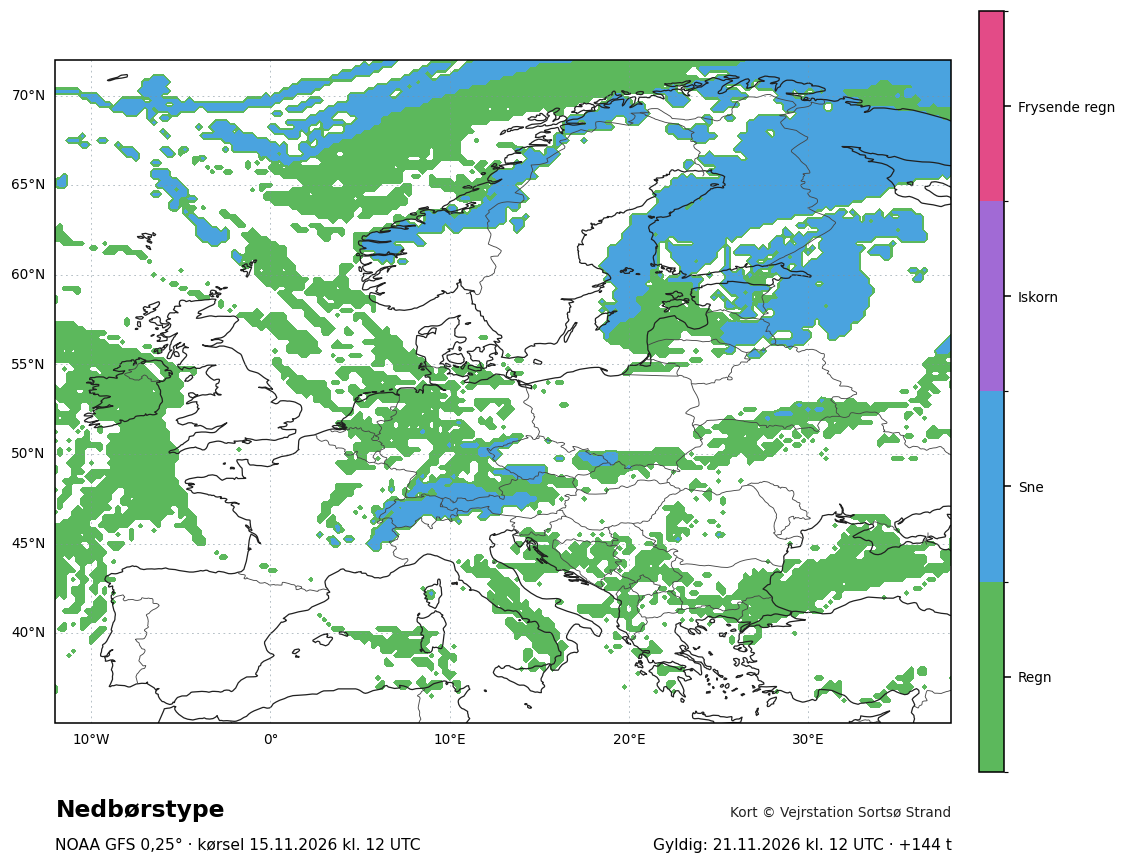 70°N
65°N
60°N
55°N
50°N
45°N
40°N
10°W
0°
10°E
20°E
30°E
Frysende regn
Iskorn
Sne
Regn
Nedbørstype
Kort © Vejrstation Sortsø Strand
NOAA GFS 0,25° · kørsel 15.11.2026 kl. 12 UTC
Gyldig: 21.11.2026 kl. 12 UTC · +144 t